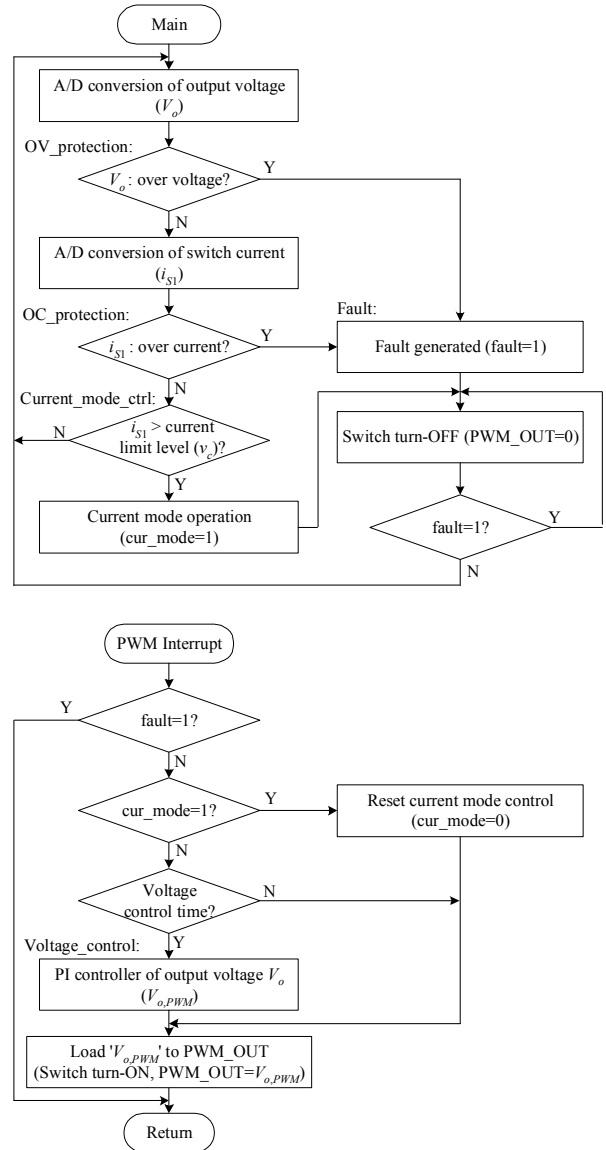 Main
A/D conversion of output voltage
(Vo)
OV_protection:
Vo: over voltage?
Y
N
A/D conversion of switch current
(iS1)
OC_protection:
iS1: over current?
Y
N
Fault:
Fault generated (fault=1)
Current_mode_ctrl:
iS1 > current
limit level (vc)?
N
Y
Switch turn-OFF (PWM_OUT=0)
Current mode operation
(cur_mode=1)
fault=1?
Y
N
PWM Interrupt
fault=1?
Y
N
cur_mode=1?
Y
N
Reset current mode control
(cur_mode=0)
Voltage
control time?
N
Y
Voltage_control:
PI controller of output voltage Vo
(Vo,PWM)
Load 'Vo,PWM' to PWM_OUT
(Switch turn-ON, PWM_OUT=Vo,PWM)
Return